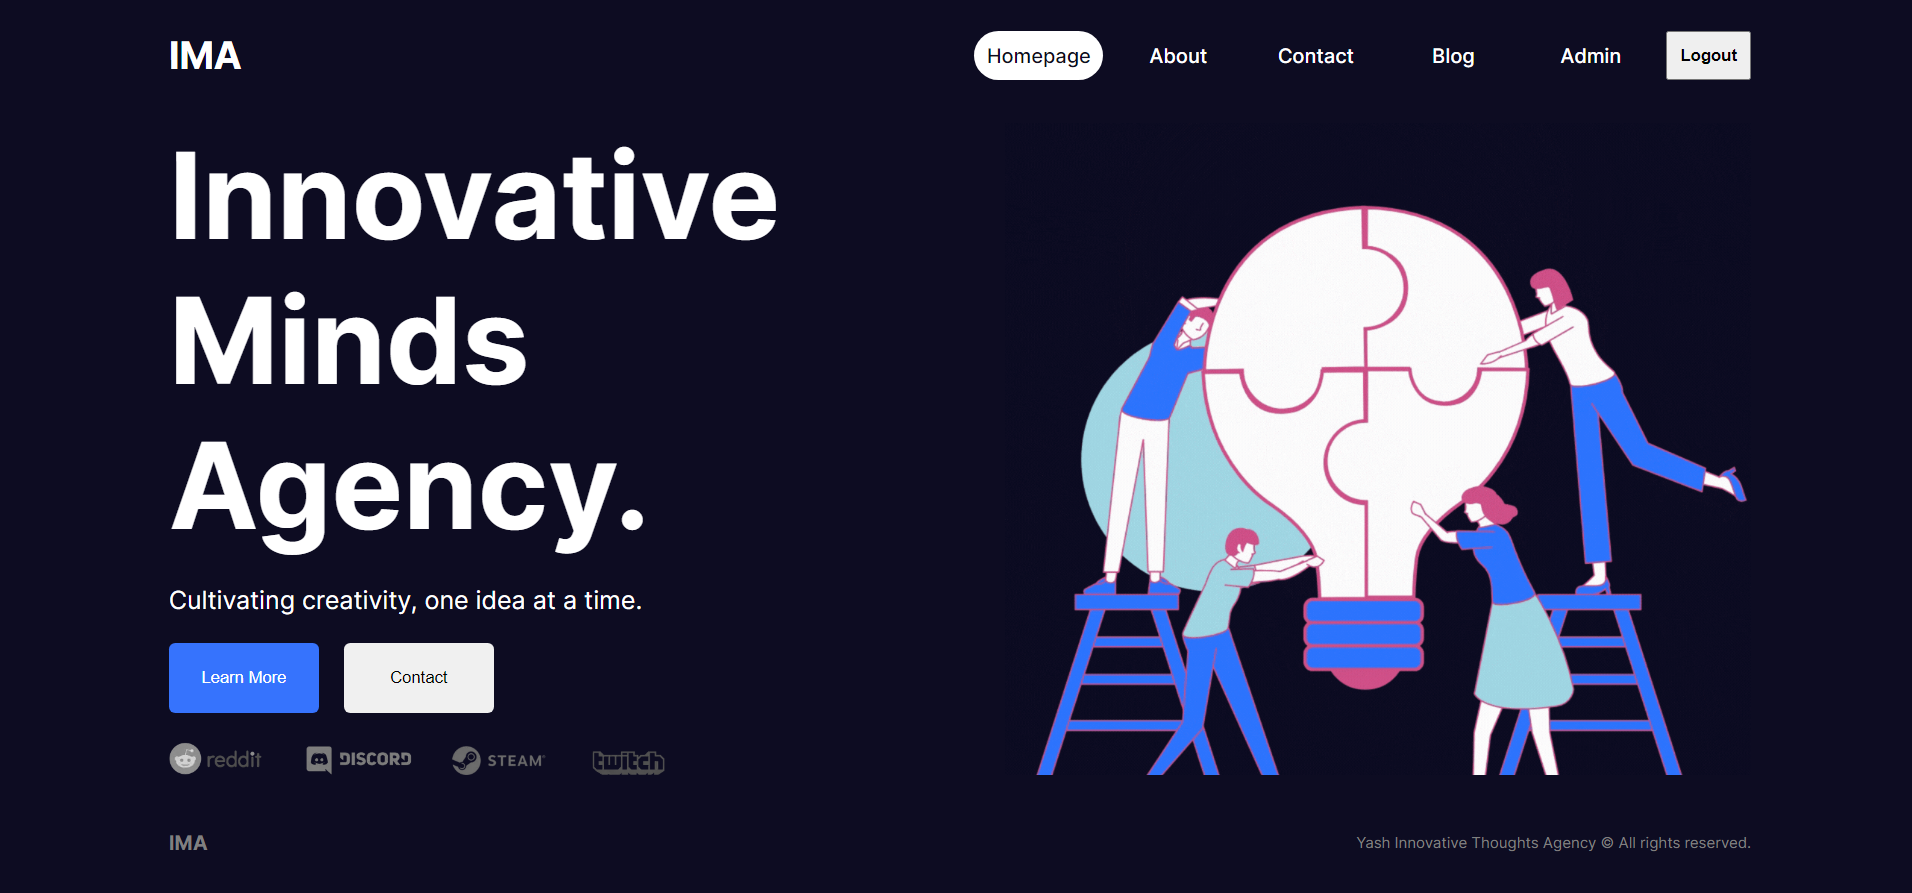 IMA
Homepage About Contact Blog Admin Logout
Innovative
Minds
Agency.
Cultivating creativity, one idea at a time.
Learn More Contact
reddit DISCORD STEAM twitch
IMA
Yash Innovative Thoughts Agency © All rights reserved.